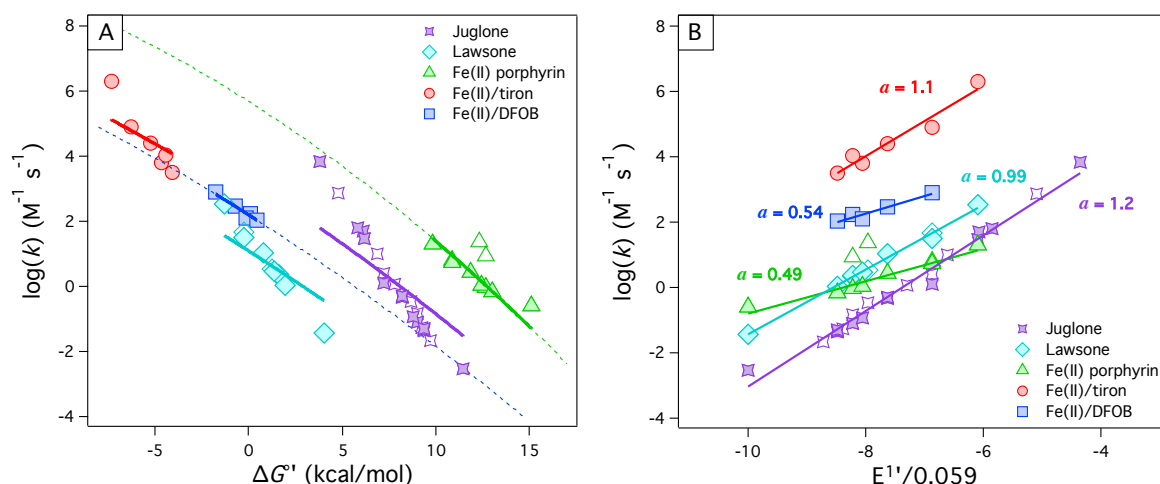 A
8
6
4
2
0
-2
-4
log(k) (M⁻¹ s⁻¹)
-5
0
5
10
15
ΔG°' (kcal/mol)
Juglone
Lawsone
Fe(II) porphyrin
Fe(II)/tiron
Fe(II)/DFOB
B
8
6
4
2
0
-2
-4
log(k) (M⁻¹ s⁻¹)
a = 1.1
a = 0.99
a = 0.54
a = 1.2
a = 0.49
Juglone
Lawsone
Fe(II) porphyrin
Fe(II)/tiron
Fe(II)/DFOB
-10
-8
-6
-4
E¹'/0.059